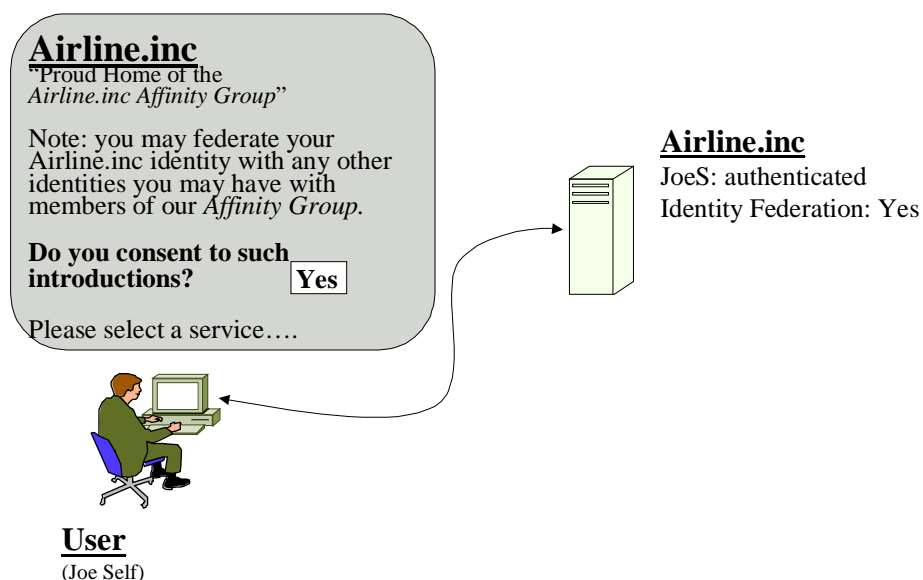 Airline.inc
“Proud Home of the
Airline.inc Affinity Group”
Note: you may federate your
Airline.inc identity with any other
identities you may have with
members of our Affinity Group.
Do you consent to such
introductions? Yes
Please select a service….
Airline.inc
JoeS: authenticated
Identity Federation: Yes
User
(Joe Self)